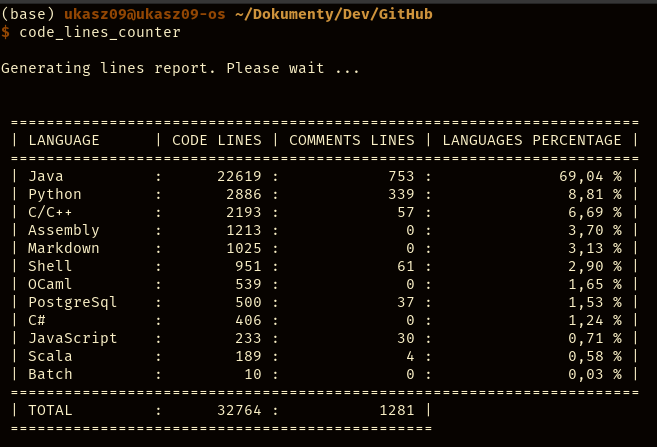 (base) ukasz09@ukasz09-os ~/Dokumenty/Dev/GitHub
$ code_lines_counter
Generating lines report. Please wait ...
======================================================================
| LANGUAGE      | CODE LINES | COMMENTS LINES | LANGUAGES PERCENTAGE |
======================================================================
| Java          :      22619 :            753 :              69,04 % |
| Python        :       2886 :            339 :               8,81 % |
| C/C++         :       2193 :             57 :               6,69 % |
| Assembly      :       1213 :              0 :               3,70 % |
| Markdown      :       1025 :              0 :               3,13 % |
| Shell         :        951 :             61 :               2,90 % |
| OCaml         :        539 :              0 :               1,65 % |
| PostgreSql    :        500 :             37 :               1,53 % |
| C#            :        406 :              0 :               1,24 % |
| JavaScript    :        233 :             30 :               0,71 % |
| Scala         :        189 :              4 :               0,58 % |
| Batch         :         10 :              0 :               0,03 % |
======================================================================
| TOTAL         :      32764 :           1281 |
===============================================